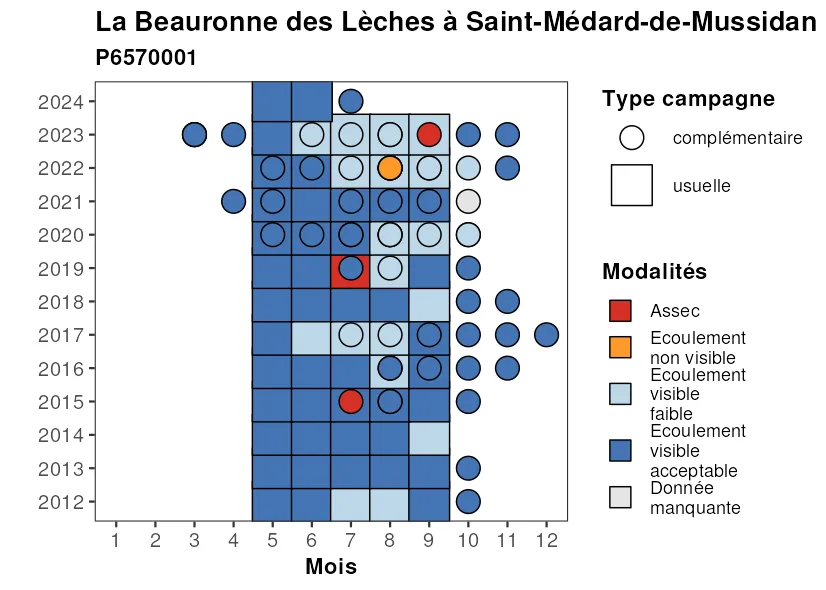 La Beauronne des Lèches à Saint-Médard-de-Mussidan
P6570001
2024
2023
2022
2021
2020
2019
2018
2017
2016
2015
2014
2013
2012
1 2 3 4 5 6 7 8 9 10 11 12
Mois
Type campagne
complémentaire
usuelle
Modalités
Assec
Ecoulement
non visible
Ecoulement
visible
faible
Ecoulement
visible
acceptable
Donnée
manquante